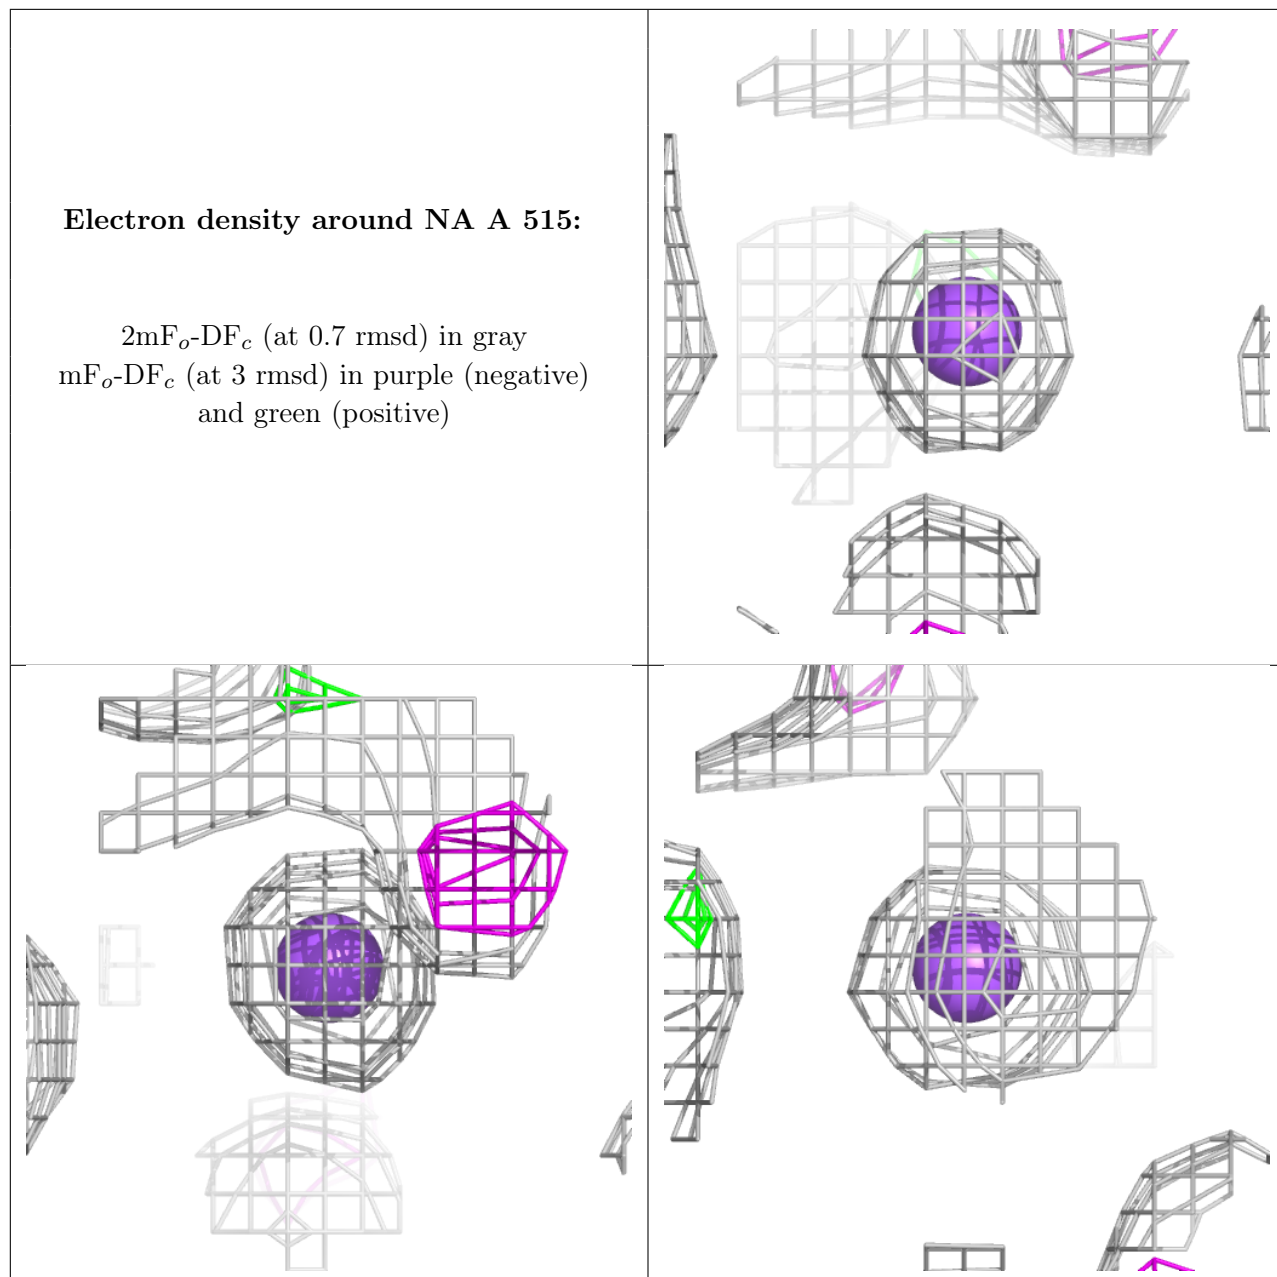 Electron density around NA A 515:
2mFo-DFc (at 0.7 rmsd) in gray
mFo-DFc (at 3 rmsd) in purple (negative)
and green (positive)